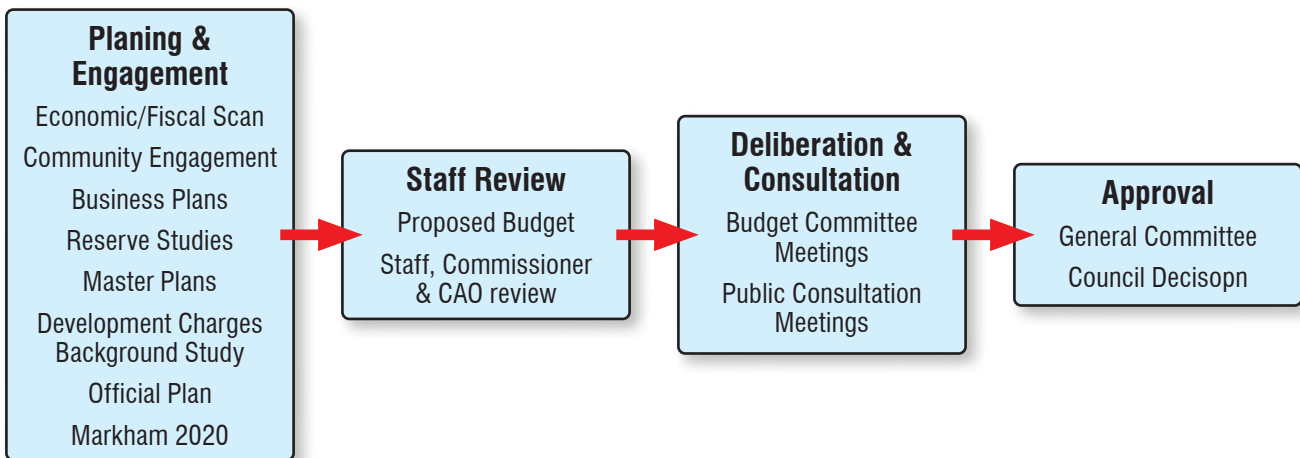 Planing &
Engagement
Economic/Fiscal Scan
Community Engagement
Business Plans
Reserve Studies
Master Plans
Development Charges
Background Study
Official Plan
Markham 2020
Staff Review
Proposed Budget
Staff, Commissioner
& CAO review
Deliberation &
Consultation
Budget Committee
Meetings
Public Consultation
Meetings
Approval
General Committee
Council Decisopn